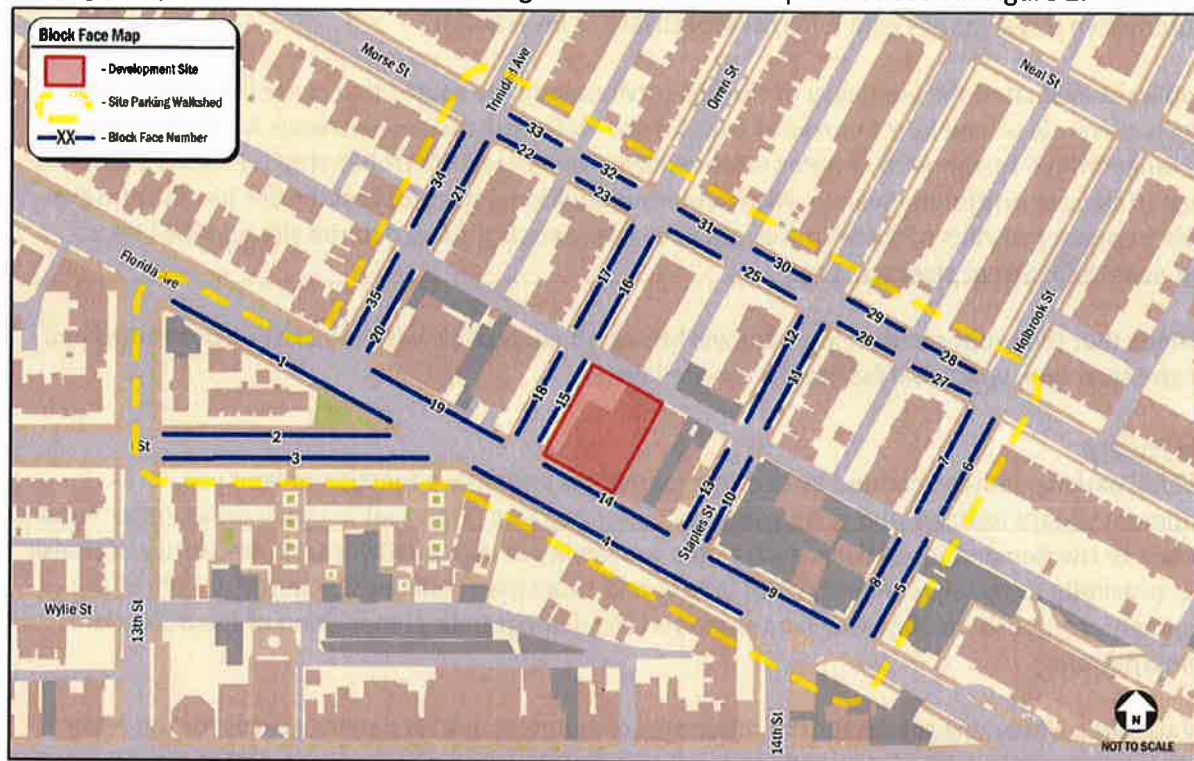 Figure 2.
Block Face Map
- Development Site
- Site Parking Walkshed
XX - Block Face Number
Morse St
Trinidad Ave
Orren St
Neal St
Holbrook St
Florida Ave
St
Staples St
Wylie St
13th St
14th St
33
22
32
23
34
21
31
30
25
17
16
29
26
28
27
35
20
12
11
1
19
18
15
7
6
2
3
14
13
10
4
9
8
5
N
NOT TO SCALE